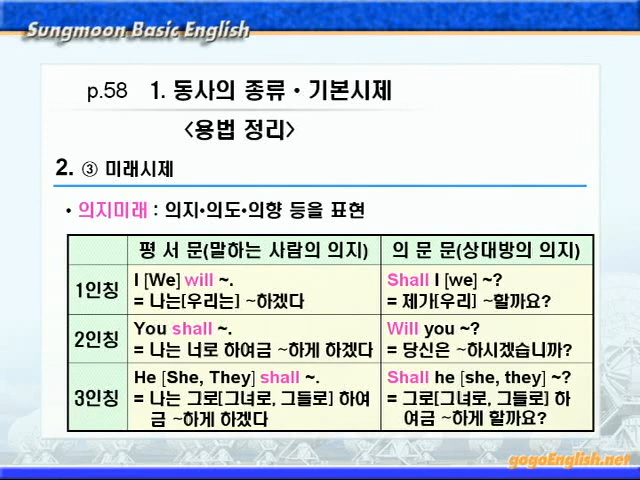 Sungmoon Basic English
p.58 1. 동사의 종류·기본시제
<용법 정리>
2. ③ 미래시제
• 의지미래 : 의지•의도•의향 등을 표현
평 서 문(말하는 사람의 의지) 의 문 문(상대방의 의지)
1인칭
I [We] will ~.
= 나는[우리는] ~하겠다
Shall I [we] ~?
= 제가[우리] ~할까요?
2인칭
You shall ~.
= 나는 너로 하여금 ~하게 하겠다
Will you ~?
= 당신은 ~하시겠습니까?
3인칭
He [She, They] shall ~.
= 나는 그로[그녀로, 그들로] 하여
금 ~하게 하겠다
Shall he [she, they] ~?
= 그로[그녀로, 그들로] 하
여금 ~하게 할까요?
gogoEnglish.net